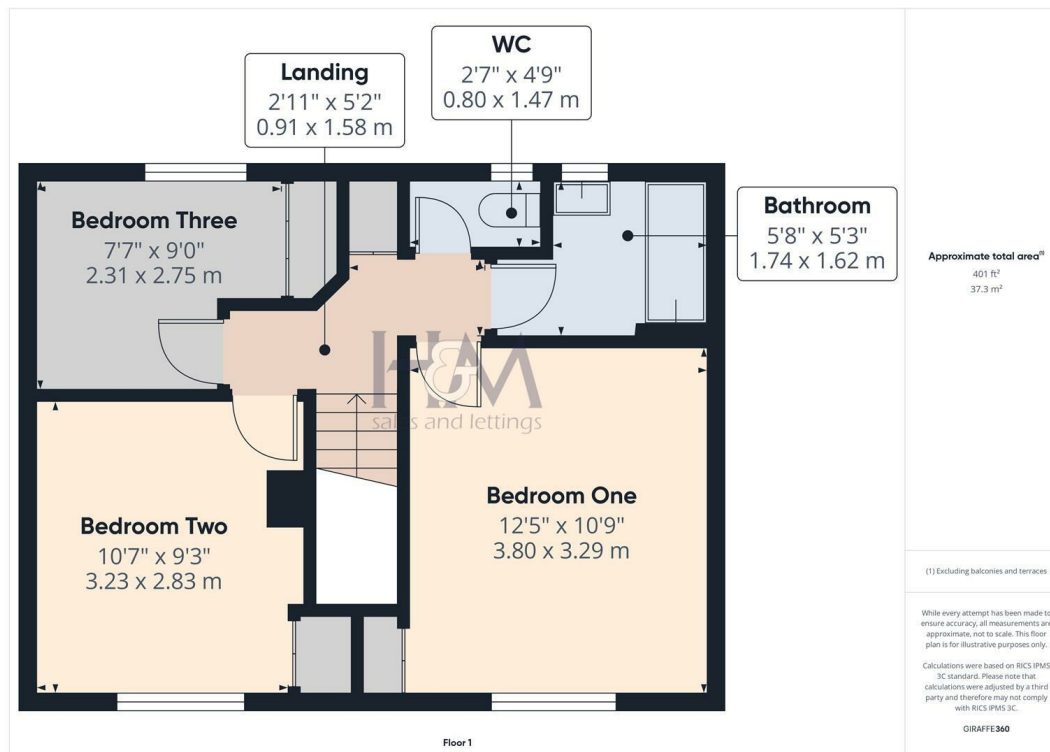 WC
2'7" x 4'9"
0.80 x 1.47 m
Landing
2'11" x 5'2"
0.91 x 1.58 m
Bedroom Three
7'7" x 9'0"
2.31 x 2.75 m
Bathroom
5'8" x 5'3"
1.74 x 1.62 m
H&M
sales and lettings
Bedroom One
12'5" x 10'9"
3.80 x 3.29 m
Bedroom Two
10'7" x 9'3"
3.23 x 2.83 m
Floor 1
Approximate total area(1)
401 ft²
37.3 m²
(1) Excluding balconies and terraces
While every attempt has been made to
ensure accuracy, all measurements are
approximate, not to scale. This floor
plan is for illustrative purposes only.
Calculations were based on RICS IPMS
3C standard. Please note that
calculations were adjusted by a third
party and therefore may not comply
with RICS IPMS 3C.
GIRAFFE360